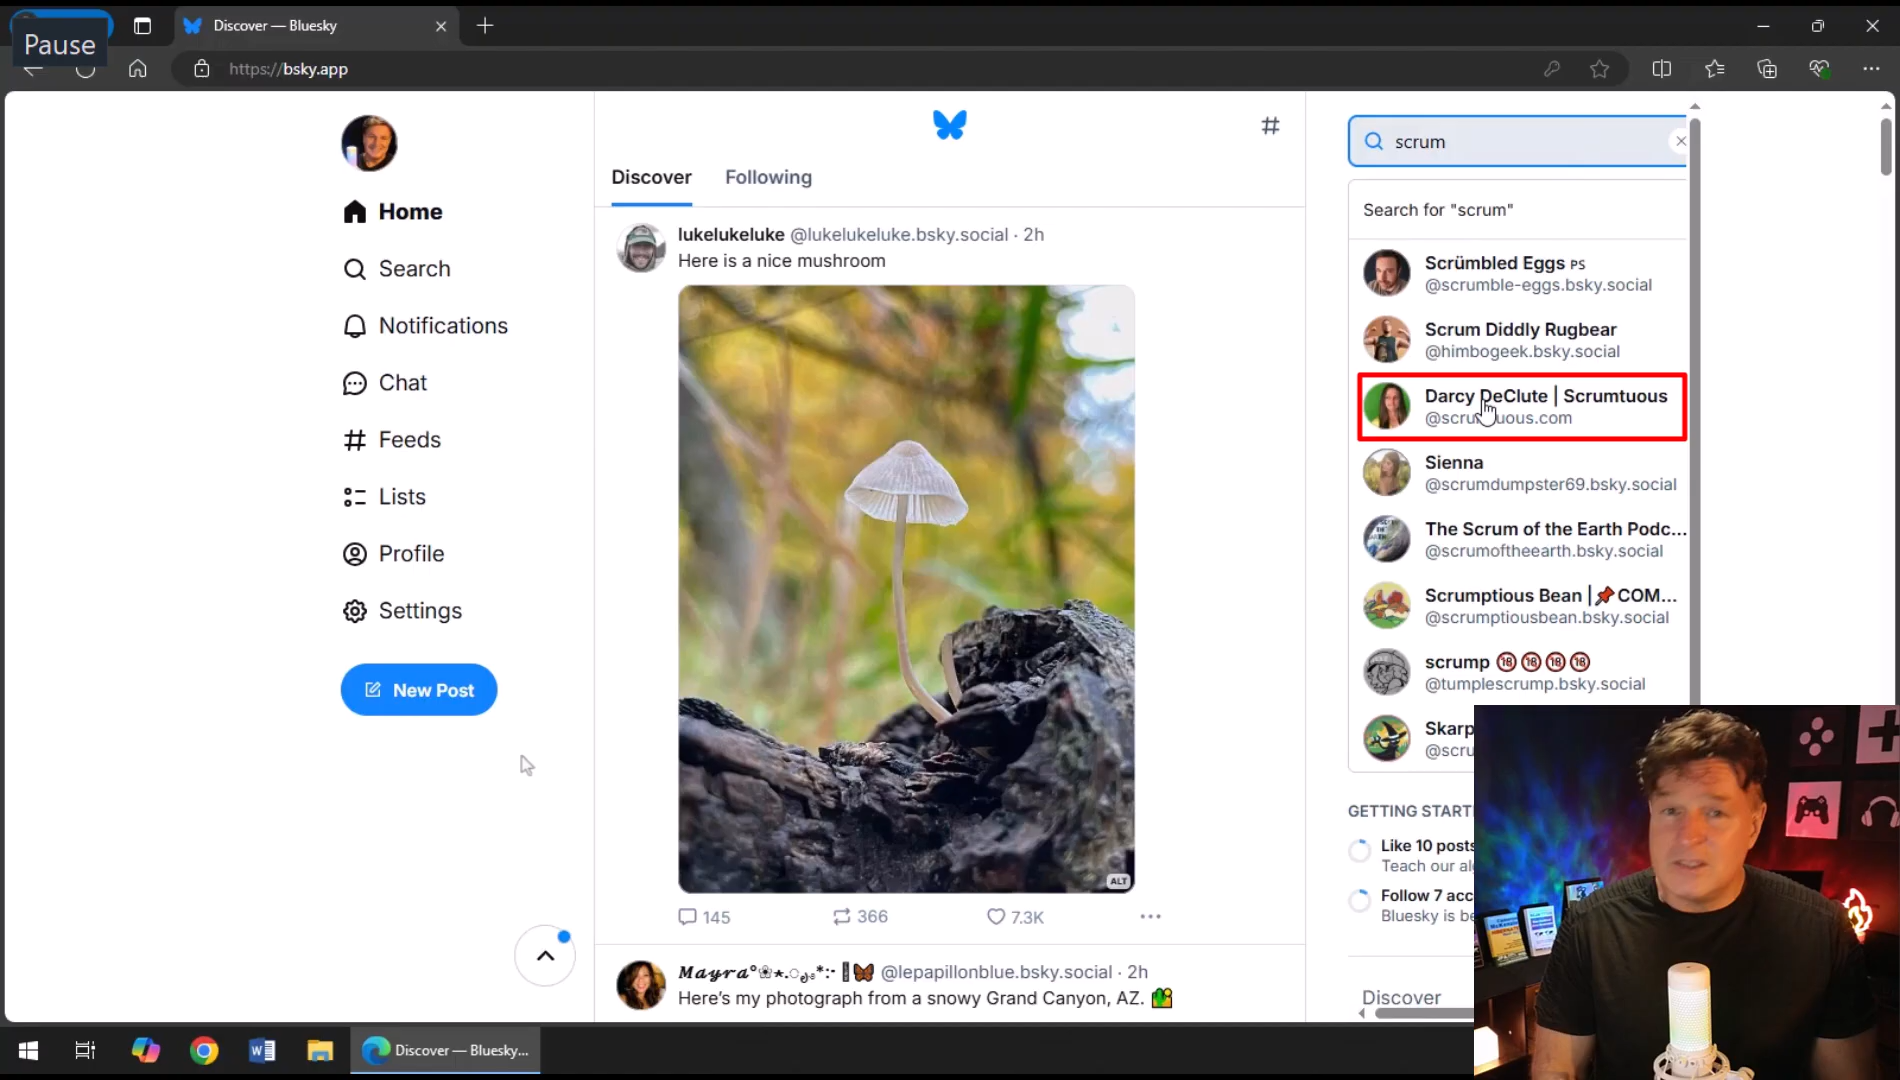 Pause
Discover — Bluesky
https://bsky.app
Home
Search
Notifications
Chat
Feeds
Lists
Profile
Settings
New Post
Discover
Following
lukelukeluke @lukelukeluke.bsky.social · 2h
Here is a nice mushroom
ALT
145
366
7.3K
Mayra @lepapillonblue.bsky.social · 2h
Here's my photograph from a snowy Grand Canyon, AZ.
scrum
Search for "scrum"
Scrümbled Eggs PS
@scrumble-eggs.bsky.social
Scrum Diddly Rugbear
@himbogeek.bsky.social
Darcy DeClute | Scrumtuous
Sienna
@scrumdumpster69.bsky.social
The Scrum of the Earth Podc...
@scrumoftheearth.bsky.social
Scrumptious Bean |📌COM...
@scrumptiousbean.bsky.social
scrump 🔞🔞🔞🔞
@tumplescrump.bsky.social
Skarp
@scru
GETTING START
Like 10 posts
Teach our al
Follow 7 acc
Bluesky is be
Discover
Discover — Bluesky...